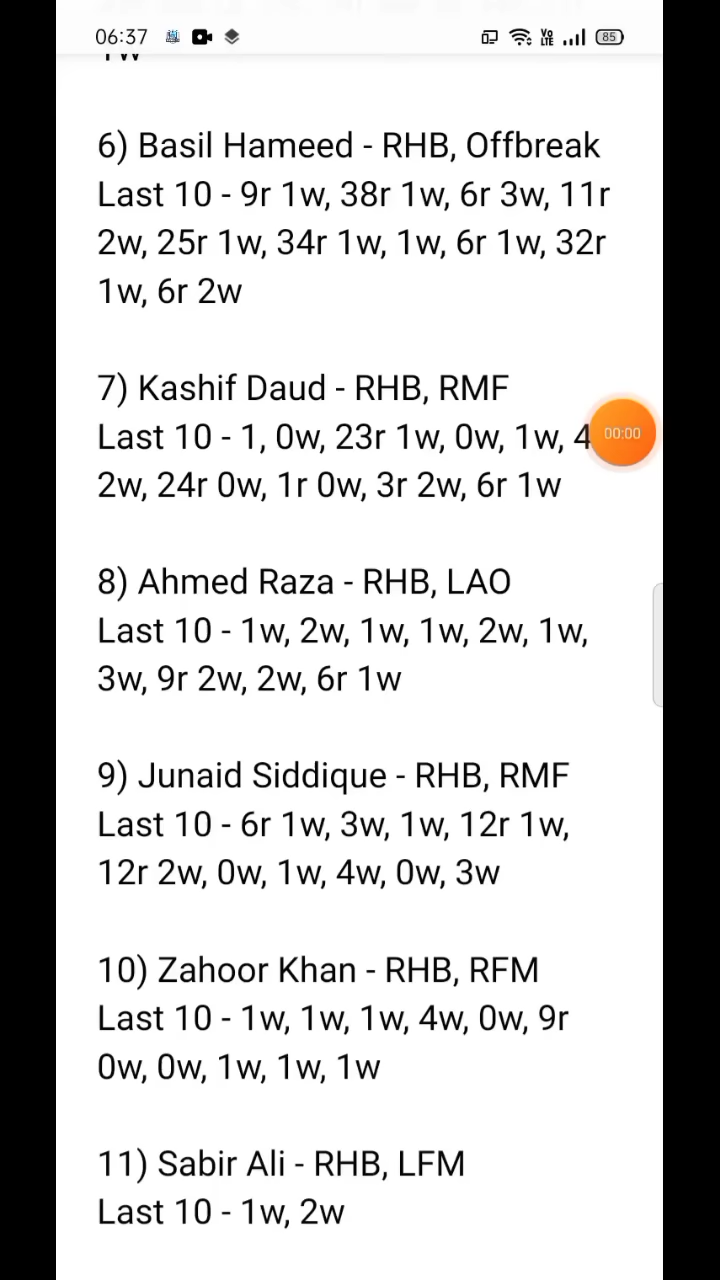 06:37
VO LTE
85
6) Basil Hameed - RHB, Offbreak
Last 10 - 9r 1w, 38r 1w, 6r 3w, 11r
2w, 25r 1w, 34r 1w, 1w, 6r 1w, 32r
1w, 6r 2w
7) Kashif Daud - RHB, RMF
Last 10 - 1, 0w, 23r 1w, 0w, 1w, 4
00:00
2w, 24r 0w, 1r 0w, 3r 2w, 6r 1w
8) Ahmed Raza - RHB, LAO
Last 10 - 1w, 2w, 1w, 1w, 2w, 1w,
3w, 9r 2w, 2w, 6r 1w
9) Junaid Siddique - RHB, RMF
Last 10 - 6r 1w, 3w, 1w, 12r 1w,
12r 2w, 0w, 1w, 4w, 0w, 3w
10) Zahoor Khan - RHB, RFM
Last 10 - 1w, 1w, 1w, 4w, 0w, 9r
0w, 0w, 1w, 1w, 1w
11) Sabir Ali - RHB, LFM
Last 10 - 1w, 2w